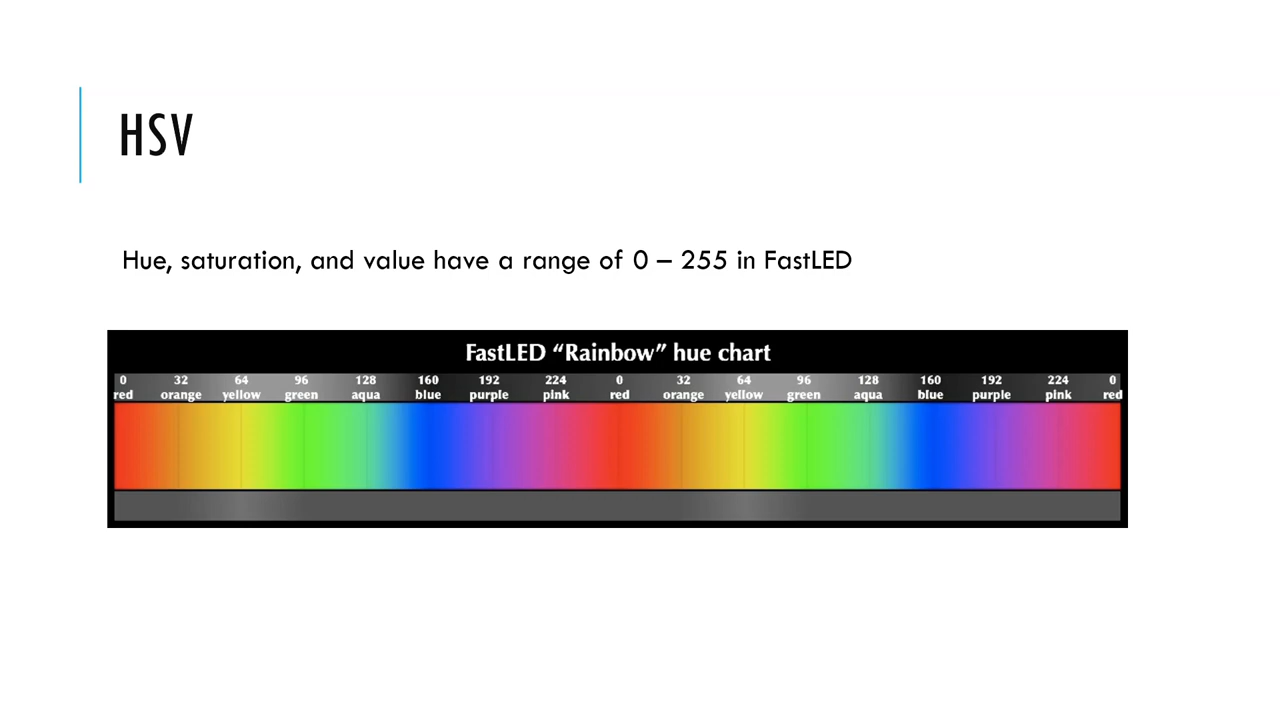 HSV
Hue, saturation, and value have a range of 0 – 255 in FastLED
FastLED “Rainbow” hue chart
0 32 64 96 128 160 192 224 0 32 64 96 128 160 192 224 0
red orange yellow green aqua blue purple pink red orange yellow green aqua blue purple pink red